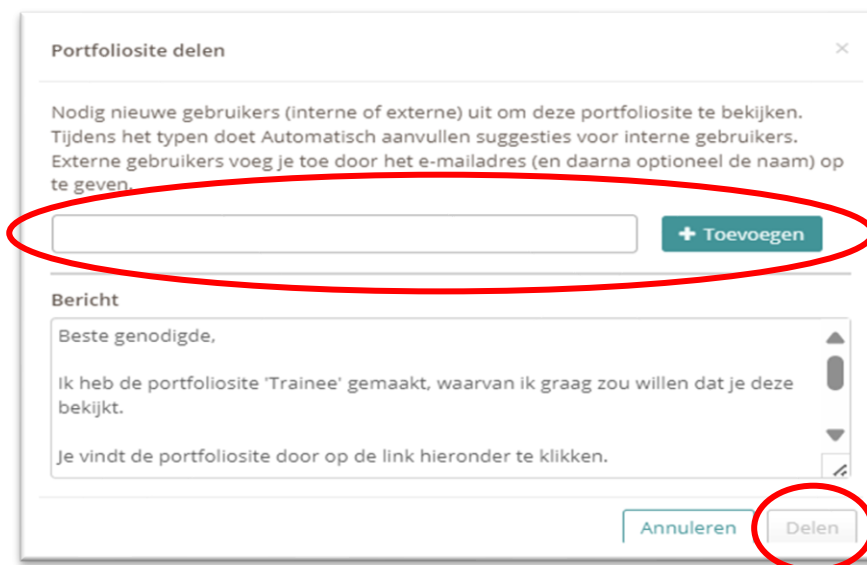 Portfoliosite delen ×
Nodig nieuwe gebruikers (interne of externe) uit om deze portfoliosite te bekijken.
Tijdens het typen doet Automatisch aanvullen suggesties voor interne gebruikers.
Externe gebruikers voeg je toe door het e-mailadres (en daarna optioneel de naam) op
te geven.
+ Toevoegen
Bericht
Beste genodigde,
Ik heb de portfoliosite 'Trainee' gemaakt, waarvan ik graag zou willen dat je deze
bekijkt.
Je vindt de portfoliosite door op de link hieronder te klikken.
Annuleren Delen